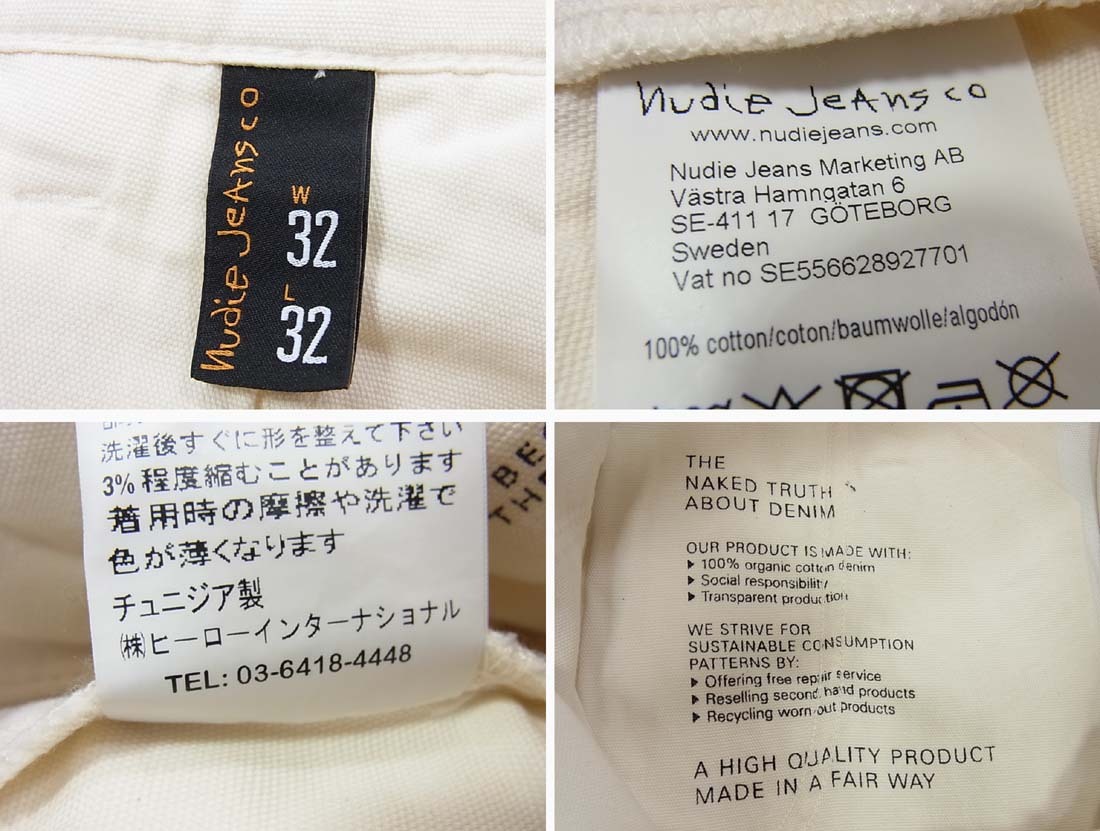 Nudie Jeans co
W
32
L
32
Nudie Jeans co
www.nudiejeans.com
Nudie Jeans Marketing AB
Västra Hamngatan 6
SE-411 17 GÖTEBORG
Sweden
Vat no SE556628927701
100% cotton/coton/baumwolle/algodón
洗濯後すぐに形を整えて下さい
3%程度縮むことがあります
着用時の摩擦や洗濯で
色が薄くなります
チュニジア製
㈱ヒーローインターナショナル
TEL: 03-6418-4448
THE
NAKED TRUTH
ABOUT DENIM
OUR PRODUCT IS MADE WITH:
▶ 100% organic cotton denim
▶ Social responsibility
▶ Transparent production
WE STRIVE FOR
SUSTAINABLE CONSUMPTION
PATTERNS BY:
▶ Offering free repair service
▶ Reselling second hand products
▶ Recycling worn out products
A HIGH QUALITY PRODUCT
MADE IN A FAIR WAY